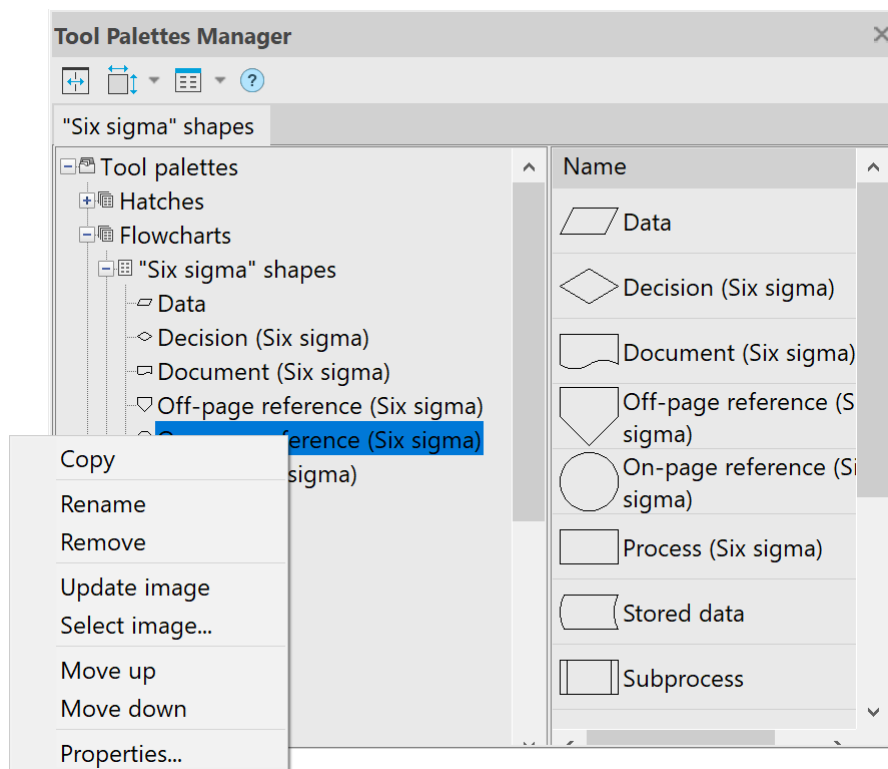 Tool Palettes Manager
"Six sigma" shapes
Tool palettes
Hatches
Flowcharts
"Six sigma" shapes
Data
Decision (Six sigma)
Document (Six sigma)
Off-page reference (Six sigma)
erence (Six sigma)
sigma)
Copy
Rename
Remove
Update image
Select image...
Move up
Move down
Properties...
Name
Data
Decision (Six sigma)
Document (Six sigma)
Off-page reference (S
sigma)
On-page reference (Si
sigma)
Process (Six sigma)
Stored data
Subprocess